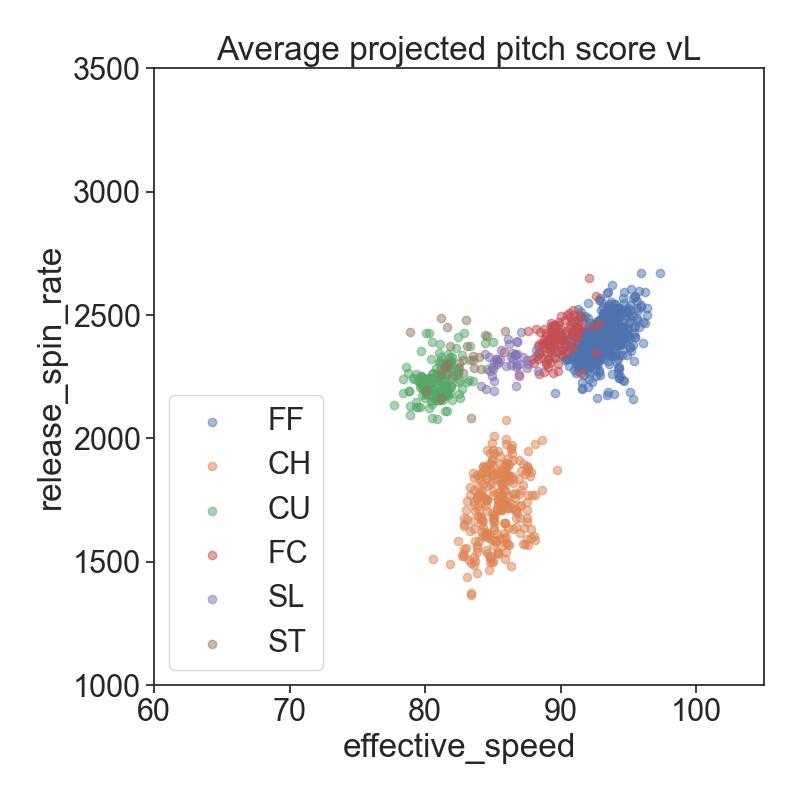 Average projected pitch score vL
3500
3000
2500
2000
1500
1000
release_spin_rate
FF
CH
CU
FC
SL
ST
60
70
80
90
100
effective_speed